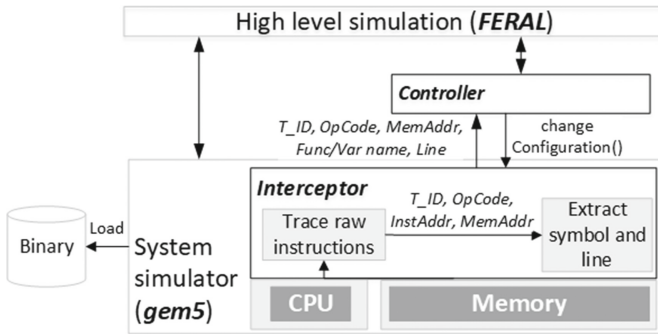 High level simulation (FERAL)
Controller
T_ID, OpCode, MemAddr,
Func/Var name, Line
change
Configuration()
Interceptor
T_ID, OpCode,
InstAddr, MemAddr
Trace raw
instructions
Extract
symbol and
line
Binary
Load
System
simulator
(gem5)
CPU
Memory